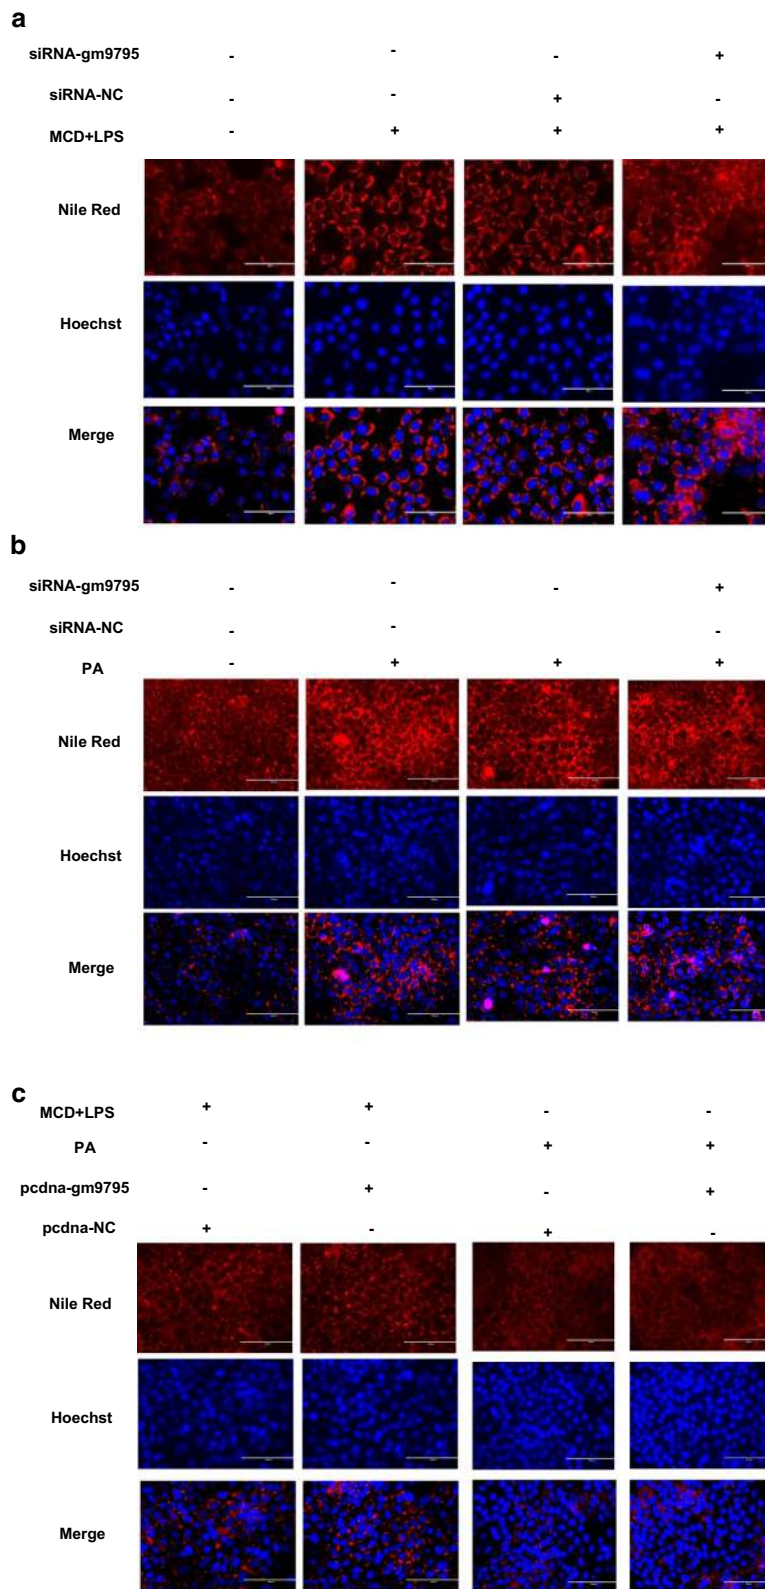 a
siRNA-gm9795 - - - +
siRNA-NC - - + -
MCD+LPS - + + +
Nile Red
Hoechst
Merge
b
siRNA-gm9795 - - - +
siRNA-NC - - -
PA - + + +
Nile Red
Hoechst
Merge
c
MCD+LPS + + - -
PA - - + +
pcdna-gm9795 - + - +
pcdna-NC + - + -
Nile Red
Hoechst
Merge